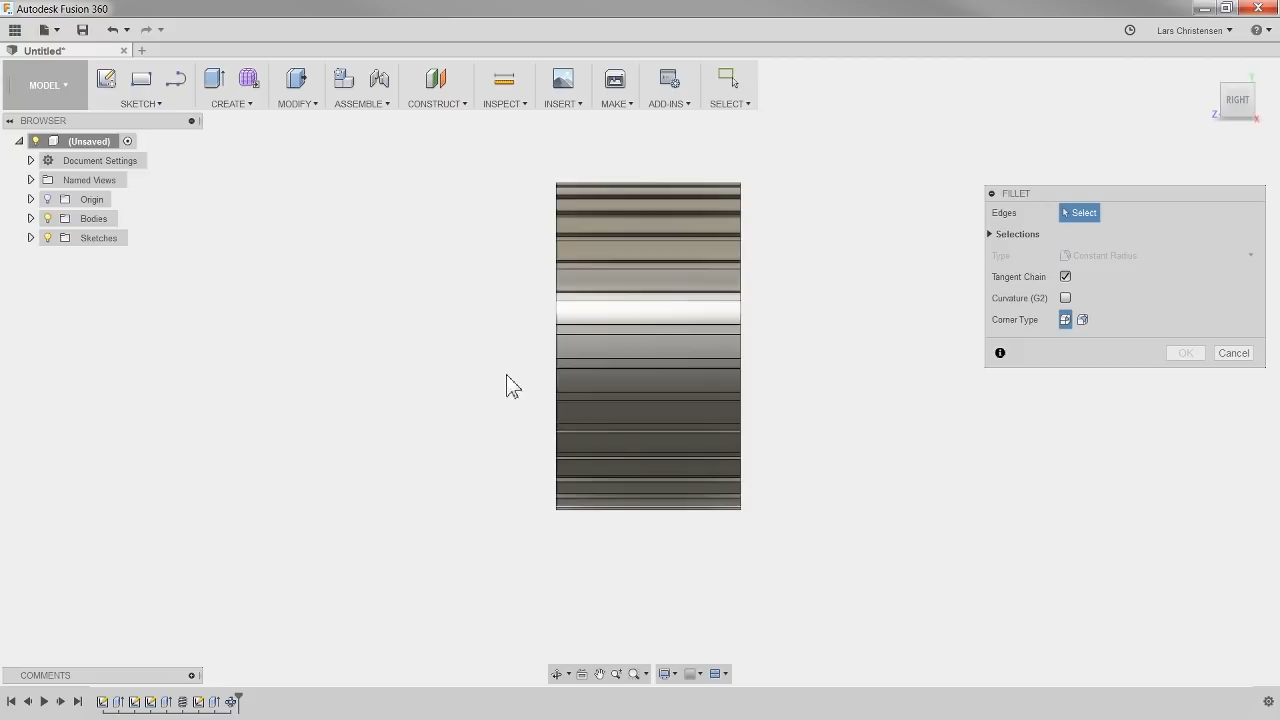 Autodesk Fusion 360
Lars Christensen
Untitled*
MODEL
SKETCH
CREATE
MODIFY
ASSEMBLE
CONSTRUCT
INSPECT
INSERT
MAKE
ADD-INS
SELECT
RIGHT
Z
Y
X
BROWSER
(Unsaved)
Document Settings
Named Views
Origin
Bodies
Sketches
FILLET
Edges Select
Selections
Type Constant Radius
Tangent Chain
Curvature (G2)
Corner Type
OK Cancel
COMMENTS